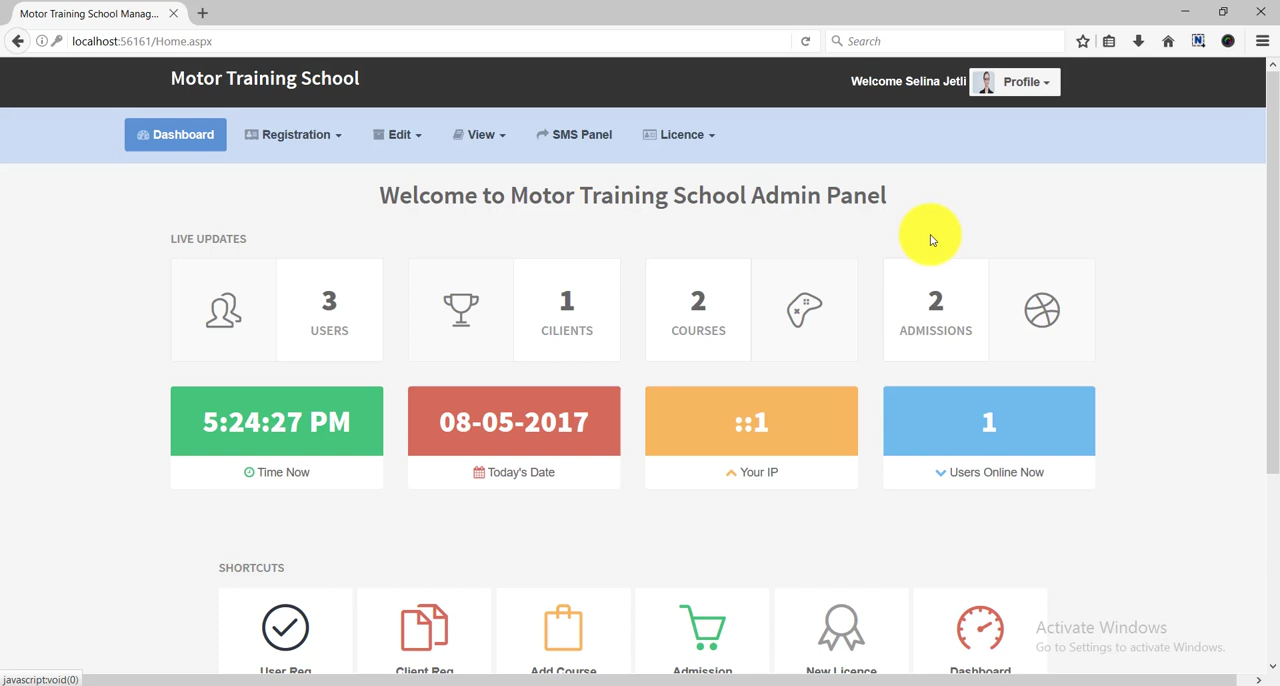 Motor Training School Manag...
localhost:56161/Home.aspx
Search
Motor Training School
Welcome Selina Jetli
Profile
Dashboard
Registration
Edit
View
SMS Panel
Licence
Welcome to Motor Training School Admin Panel
LIVE UPDATES
3
USERS
1
CILIENTS
2
COURSES
2
ADMISSIONS
5:24:27 PM
Time Now
08-05-2017
Today's Date
::1
Your IP
1
Users Online Now
SHORTCUTS
User Reg
Client Reg
Add Course
Admission
New Licence
Dashboard
Activate Windows
Go to Settings to activate Windows.
javascript:void(0)